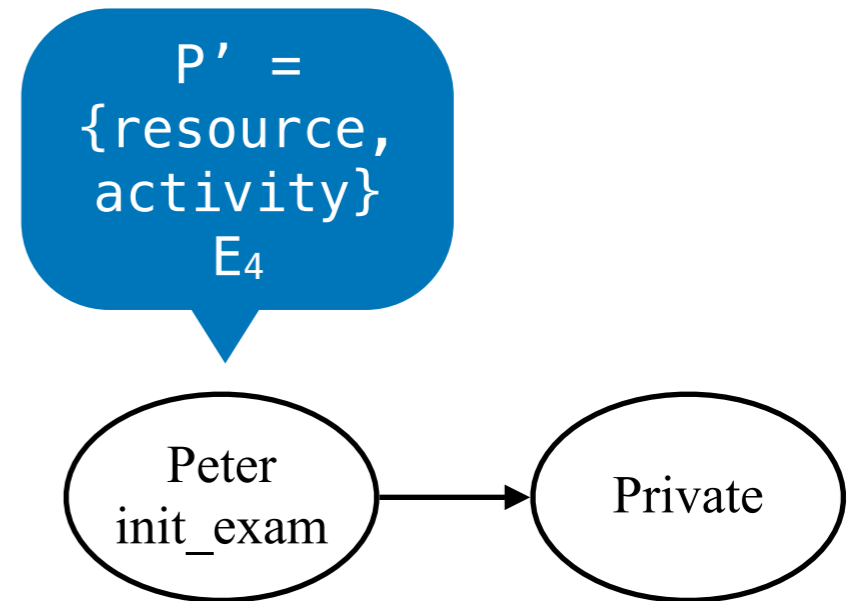 P’ =
{resource,
activity}
E₄
Peter
init_exam
Private